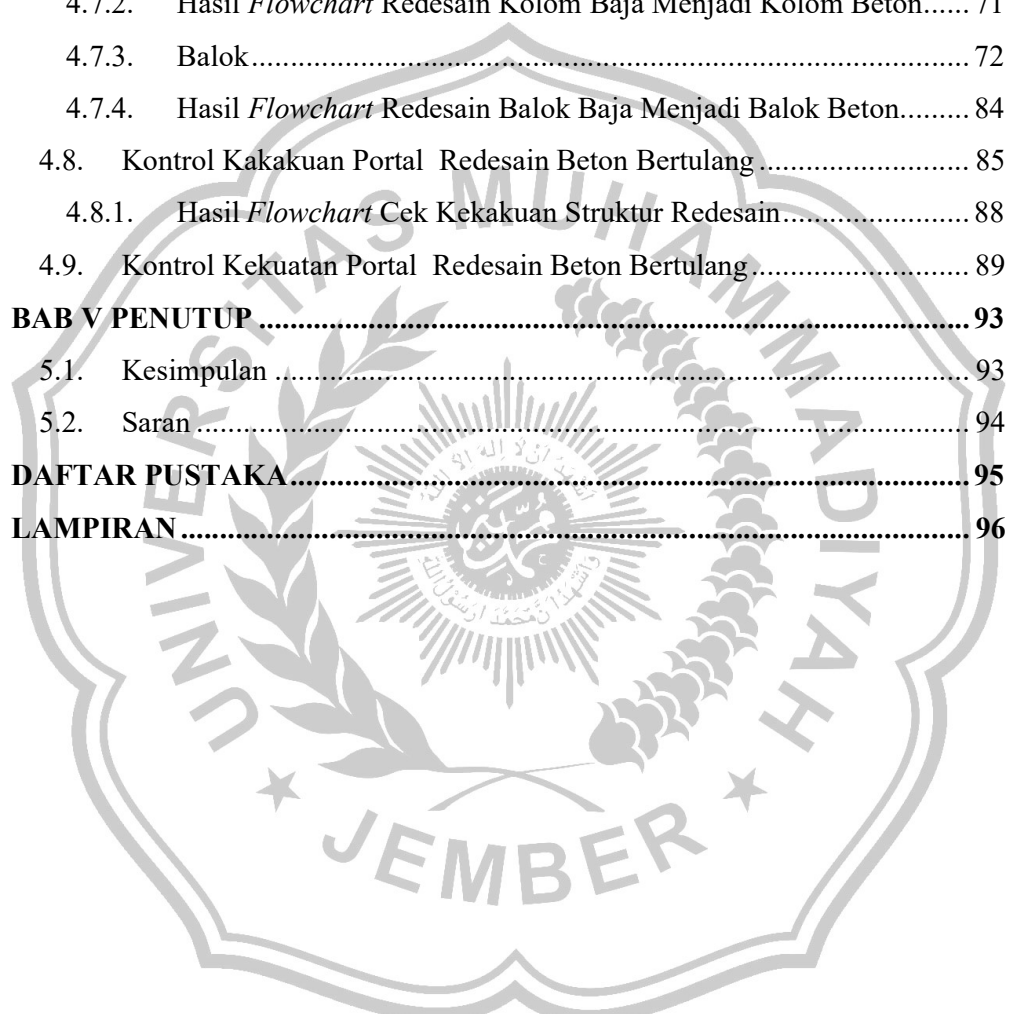 4.7.2. Hasil Flowchart Redesain Kolom Baja Menjadi Kolom Beton...... 71
4.7.3. Balok.......................................................................................... 72
4.7.4. Hasil Flowchart Redesain Balok Baja Menjadi Balok Beton......... 84
4.8. Kontrol Kakakuan Portal Redesain Beton Bertulang .......................... 85
4.8.1. Hasil Flowchart Cek Kekakuan Struktur Redesain........................ 88
4.9. Kontrol Kekuatan Portal Redesain Beton Bertulang............................ 89
BAB V PENUTUP ................................................................................. 93
5.1. Kesimpulan ........................................................................................ 93
5.2. Saran .................................................................................................. 94
DAFTAR PUSTAKA.............................................................................. 95
LAMPIRAN ........................................................................................... 96
UNIVERSITAS MUHAMMADIYAH
JEMBER